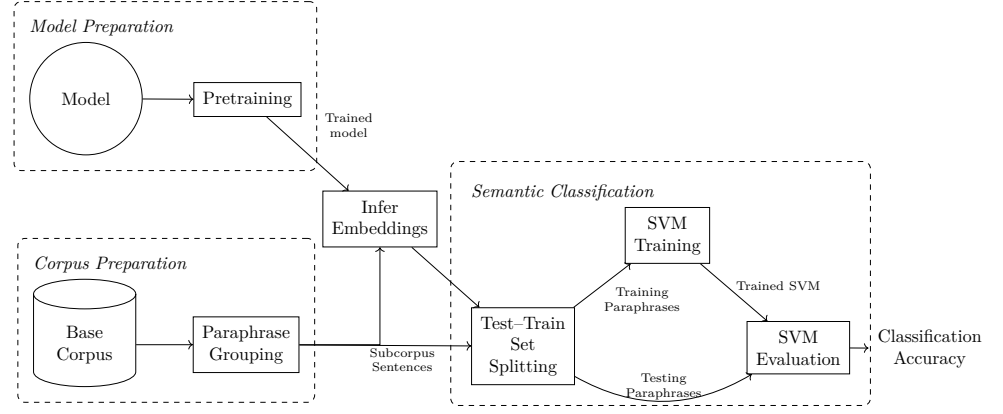 Model Preparation
Model
Pretraining
Trained
model
Infer
Embeddings
Corpus Preparation
Base
Corpus
Paraphrase
Grouping
Subcorpus
Sentences
Semantic Classification
Test–Train
Set
Splitting
Training
Paraphrases
SVM
Training
Trained SVM
Testing
Paraphrases
SVM
Evaluation
Classification
Accuracy